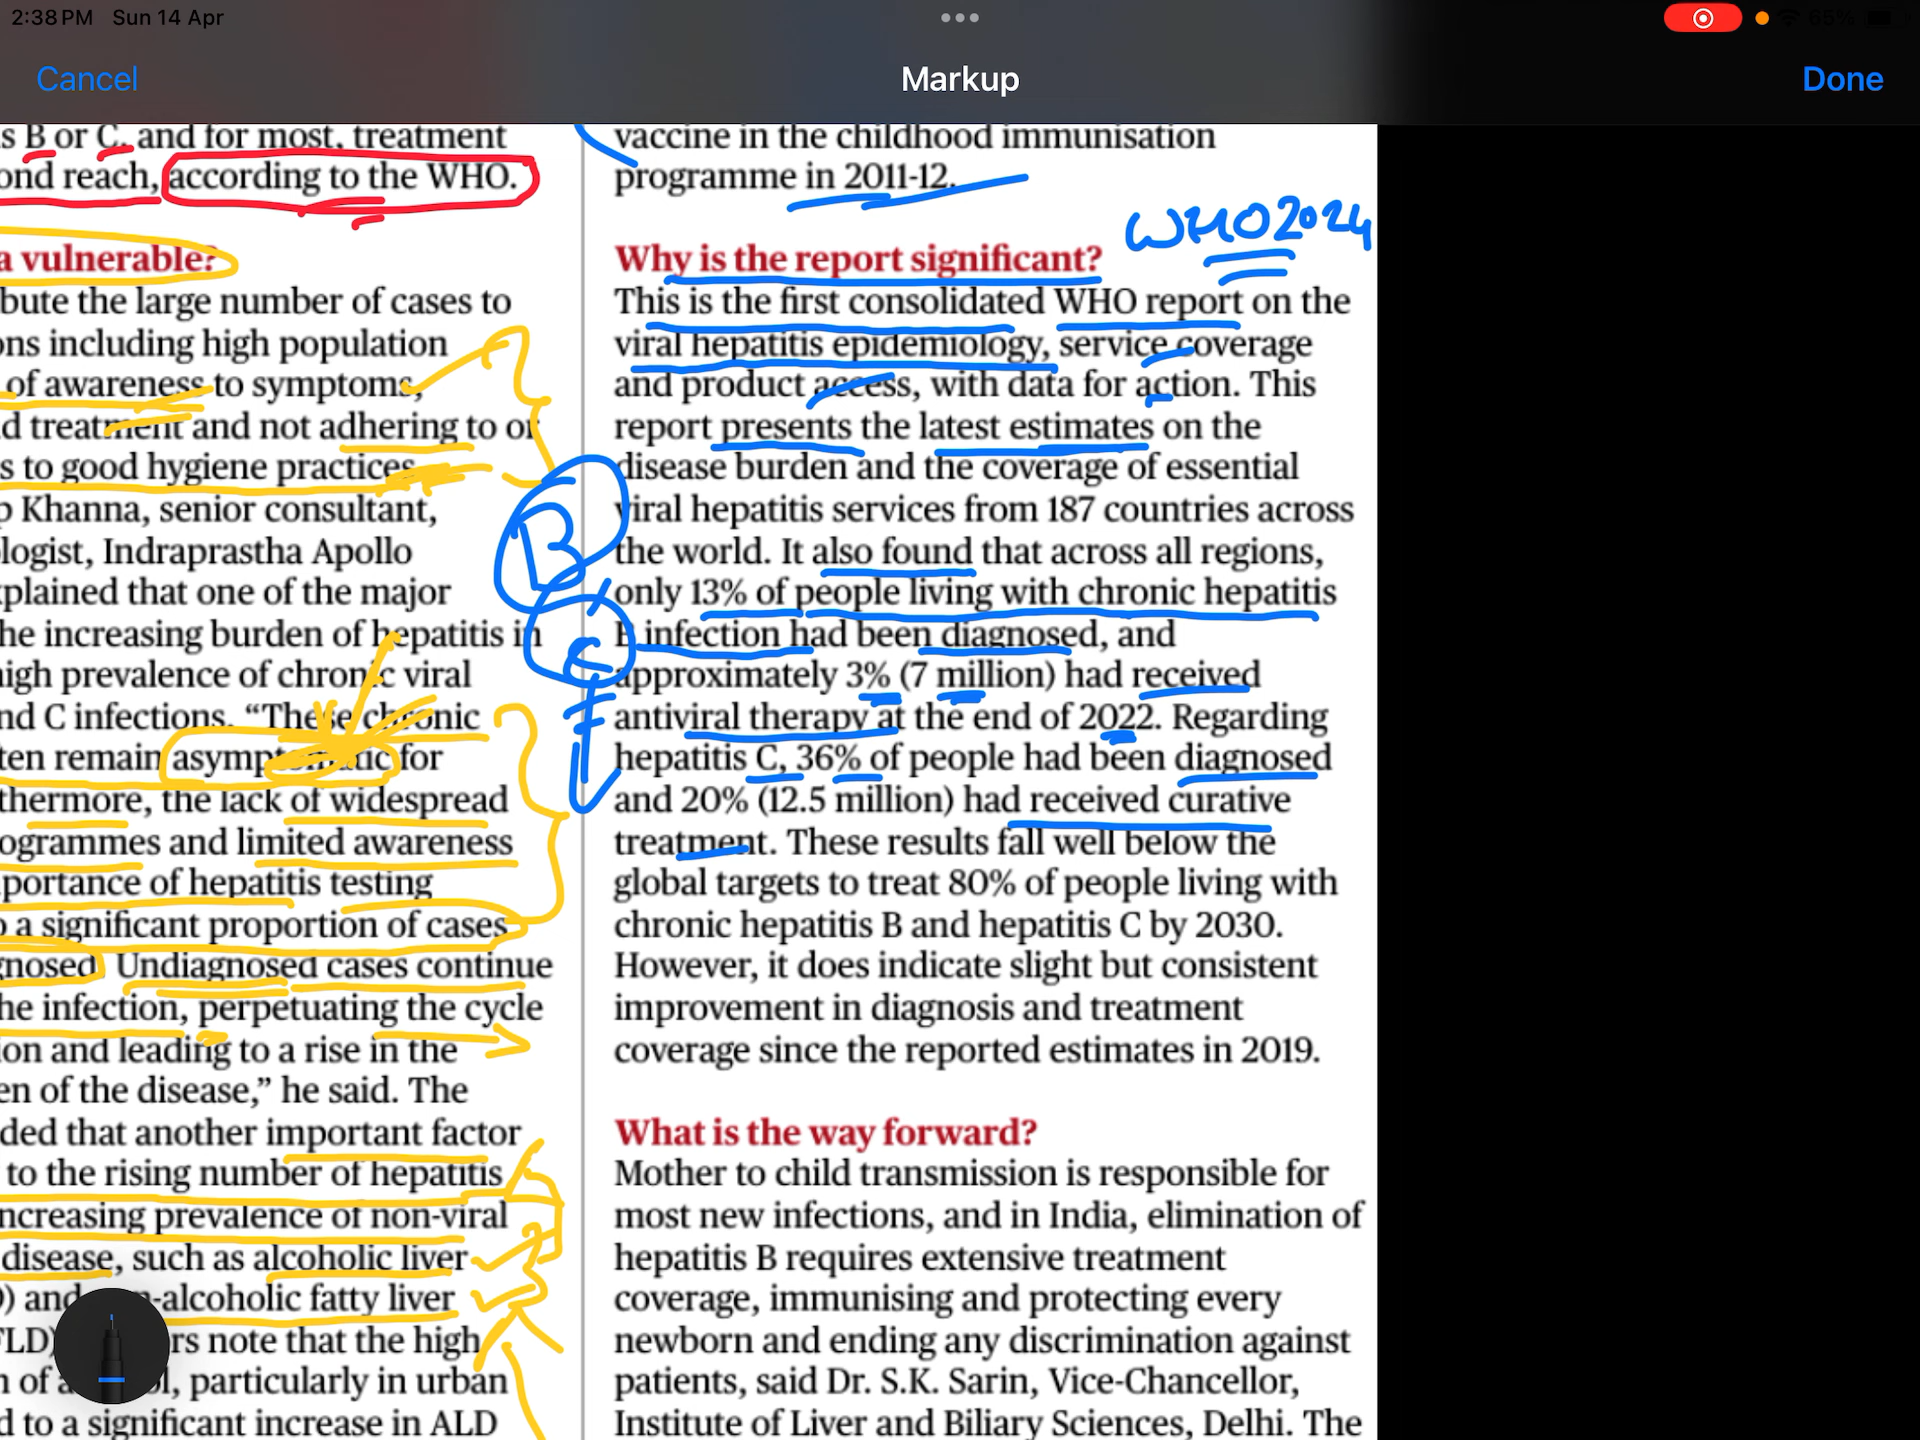 2:38 PM Sun 14 Apr
65%
Cancel
Markup
Done
s B or C, and for most, treatment
ond reach, according to the WHO.
a vulnerable?
bute the large number of cases to
ons including high population
of awareness to symptoms,
d treatment and not adhering to or
s to good hygiene practices
p Khanna, senior consultant,
logist, Indraprastha Apollo
xplained that one of the major
he increasing burden of hepatitis in
high prevalence of chronic viral
nd C infections. “These chronic
ten remain asymptomatic for
thermore, the lack of widespread
ogrammes and limited awareness
portance of hepatitis testing
o a significant proportion of cases
gnosed. Undiagnosed cases continue
he infection, perpetuating the cycle
ion and leading to a rise in the
en of the disease,” he said. The
ded that another important factor
to the rising number of hepatitis
ncreasing prevalence of non-viral
disease, such as alcoholic liver
) and -alcoholic fatty liver
FLD) rs note that the high
n of a l, particularly in urban
d to a significant increase in ALD
B
C
vaccine in the childhood immunisation
programme in 2011-12.
WHO 2024
Why is the report significant?
This is the first consolidated WHO report on the
viral hepatitis epidemiology, service coverage
and product access, with data for action. This
report presents the latest estimates on the
disease burden and the coverage of essential
viral hepatitis services from 187 countries across
the world. It also found that across all regions,
only 13% of people living with chronic hepatitis
B infection had been diagnosed, and
approximately 3% (7 million) had received
antiviral therapy at the end of 2022. Regarding
hepatitis C, 36% of people had been diagnosed
and 20% (12.5 million) had received curative
treatment. These results fall well below the
global targets to treat 80% of people living with
chronic hepatitis B and hepatitis C by 2030.
However, it does indicate slight but consistent
improvement in diagnosis and treatment
coverage since the reported estimates in 2019.
What is the way forward?
Mother to child transmission is responsible for
most new infections, and in India, elimination of
hepatitis B requires extensive treatment
coverage, immunising and protecting every
newborn and ending any discrimination against
patients, said Dr. S.K. Sarin, Vice-Chancellor,
Institute of Liver and Biliary Sciences, Delhi. The